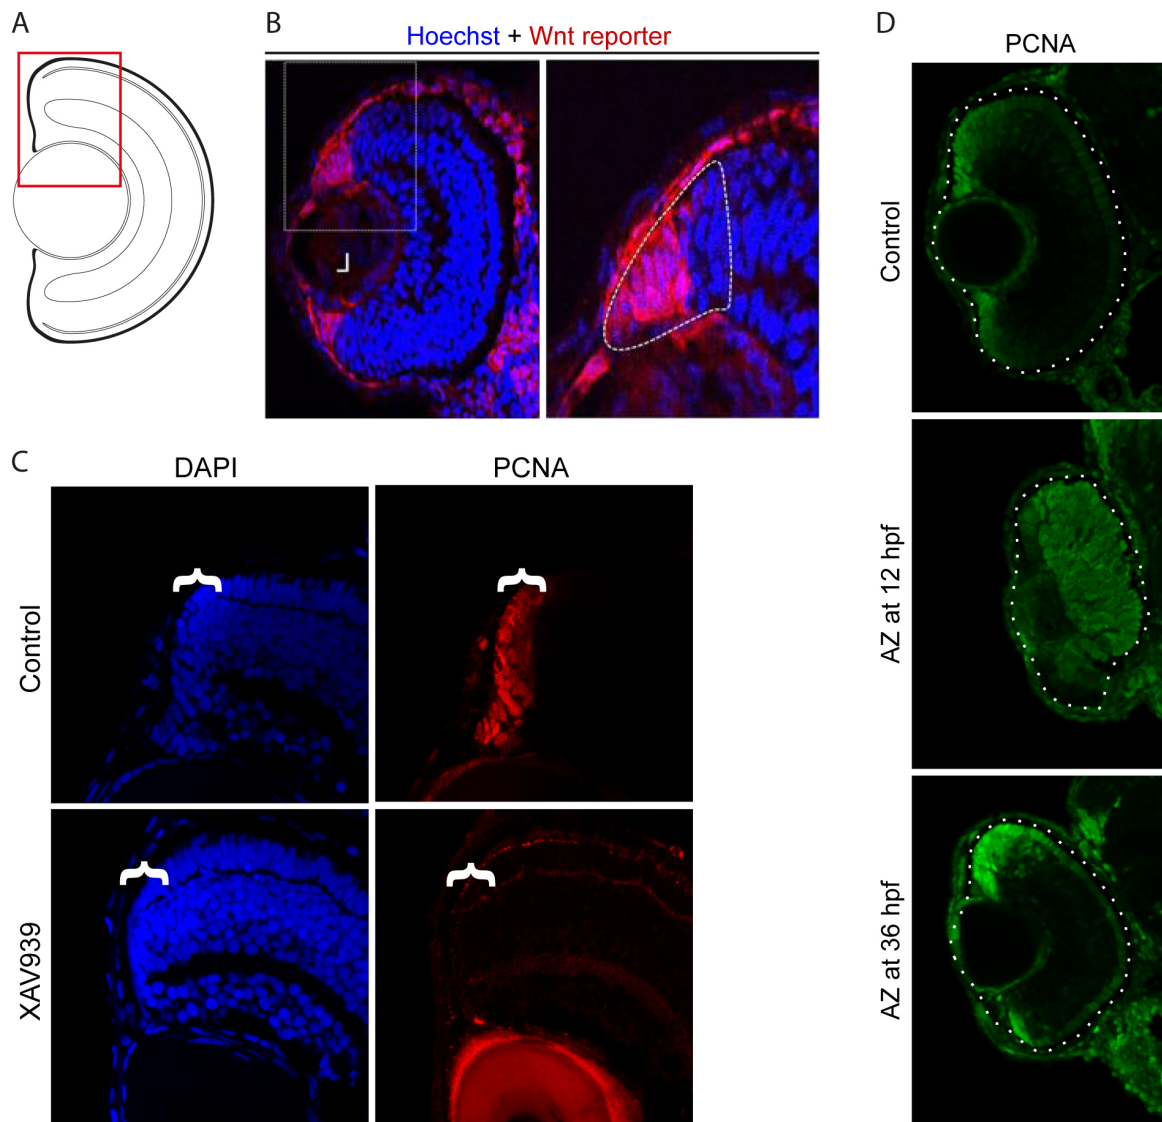 A
B
Hoechst + Wnt reporter
L
C
DAPI
PCNA
Control
XAV939
D
PCNA
Control
AZ at 12 hpf
AZ at 36 hpf